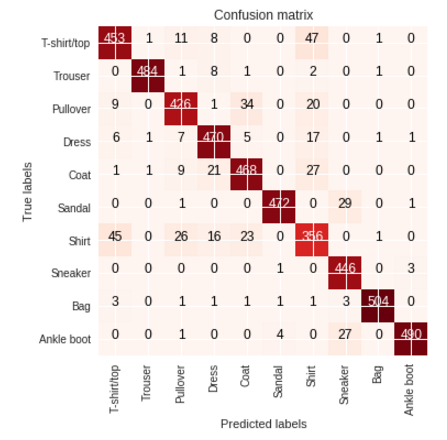 Confusion matrix
True labels
T-shirt/top 453 1 11 8 0 0 47 0 1 0
Trouser 0 484 1 8 1 0 2 0 1 0
Pullover 9 0 426 1 34 0 20 0 0 0
Dress 6 1 7 470 5 0 17 0 1 1
Coat 1 1 9 21 468 0 27 0 0 0
Sandal 0 0 1 0 0 472 0 29 0 1
Shirt 45 0 26 16 23 0 356 0 1 0
Sneaker 0 0 0 0 0 1 0 446 0 3
Bag 3 0 1 1 1 1 1 3 504 0
Ankle boot 0 0 1 0 0 4 0 27 0 490
T-shirt/top Trouser Pullover Dress Coat Sandal Shirt Sneaker Bag Ankle boot
Predicted labels